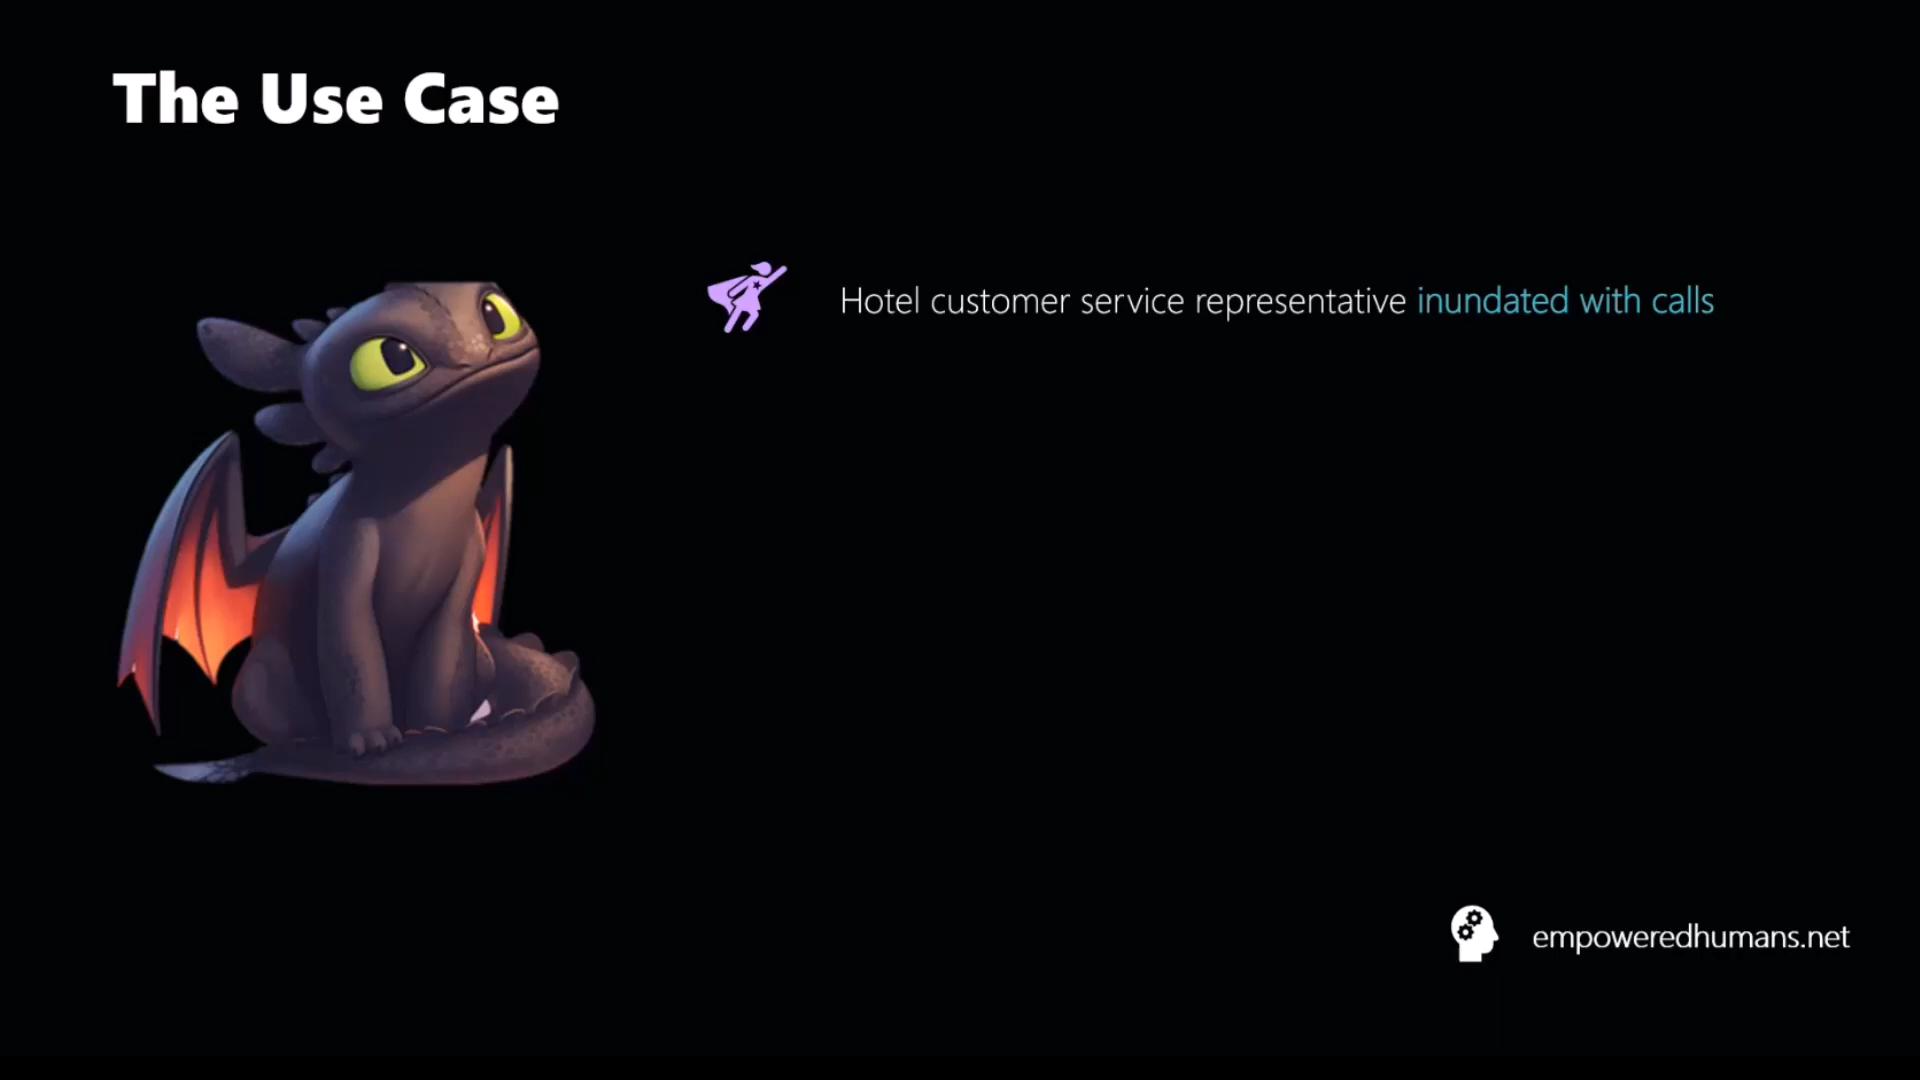 The Use Case
Hotel customer service representative inundated with calls
empoweredhumans.net